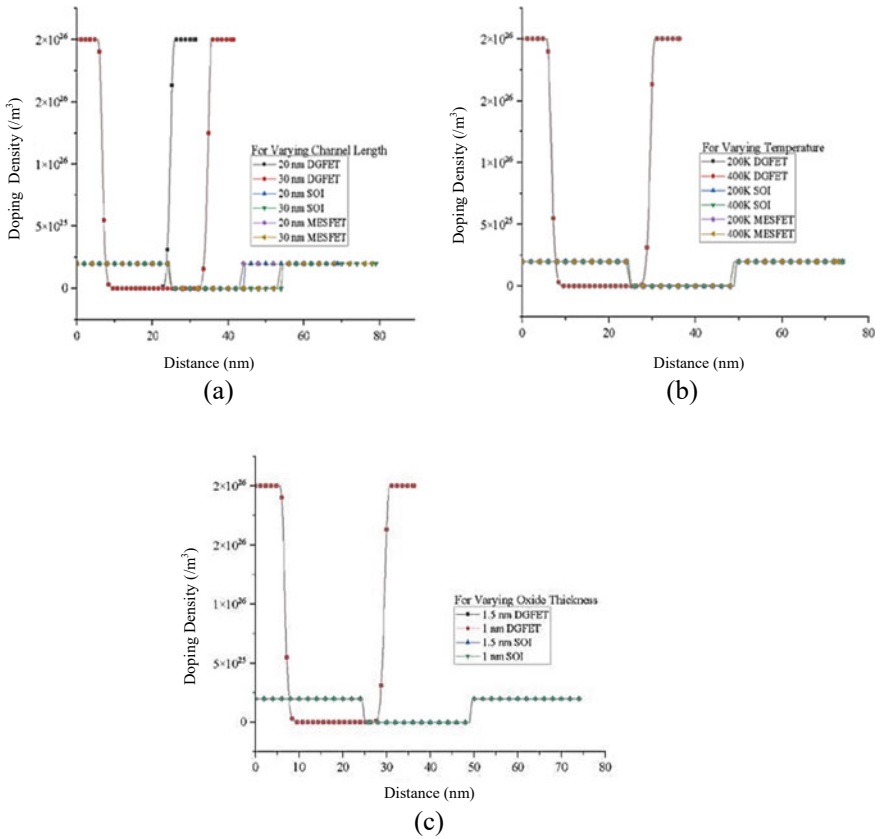 2×10²⁶
2×10²⁶
1×10²⁶
5×10²⁵
0
Doping Density (/m³)
For Varying Channel Length
20 nm DGFET
30 nm DGFET
20 nm SOI
30 nm SOI
20 nm MESFET
30 nm MESFET
0 20 40 60 80
Distance (nm)
(a)
2×10²⁶
2×10²⁶
1×10²⁶
5×10²⁵
0
Doping Density (/m³)
For Varying Temperature
200K DGFET
400K DGFET
200K SOI
400K SOI
200K MESFET
400K MESFET
0 20 40 60 80
Distance (nm)
(b)
2×10²⁶
2×10²⁶
1×10²⁶
5×10²⁵
0
Doping Density (/m³)
For Varying Oxide Thickness
1.5 nm DGFET
1 nm DGFET
1.5 nm SOI
1 nm SOI
0 10 20 30 40 50 60 70 80
Distance (nm)
(c)